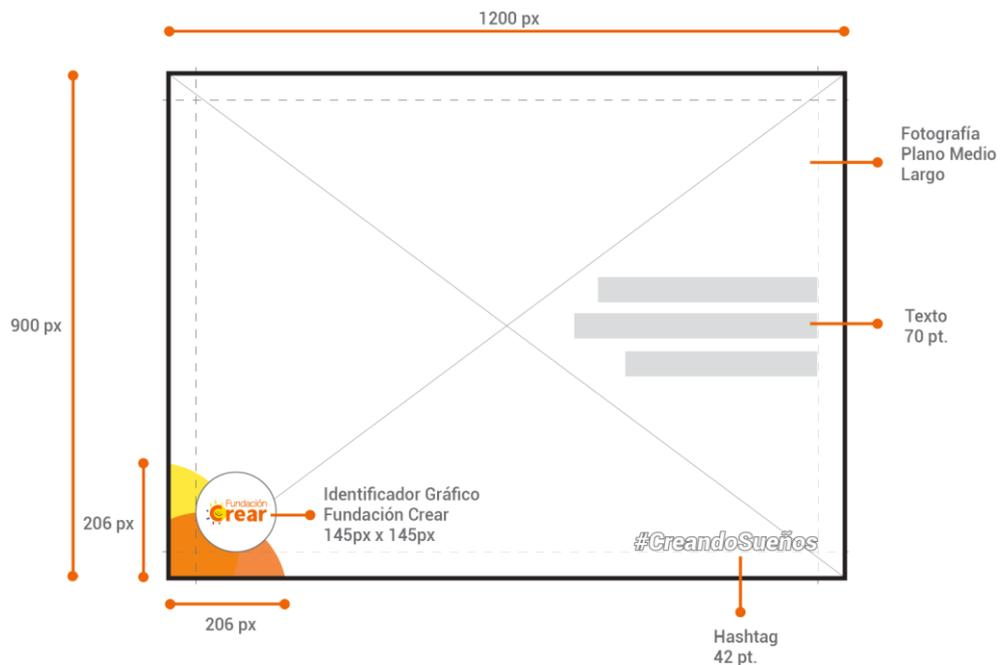 1200 px
Fotografía
Plano Medio
Largo
900 px
Texto
70 pt.
Identificador Gráfico
Fundación Crear
145px x 145px
Fundación
Crear
206 px
#CreandoSueños
206 px
Hashtag
42 pt.